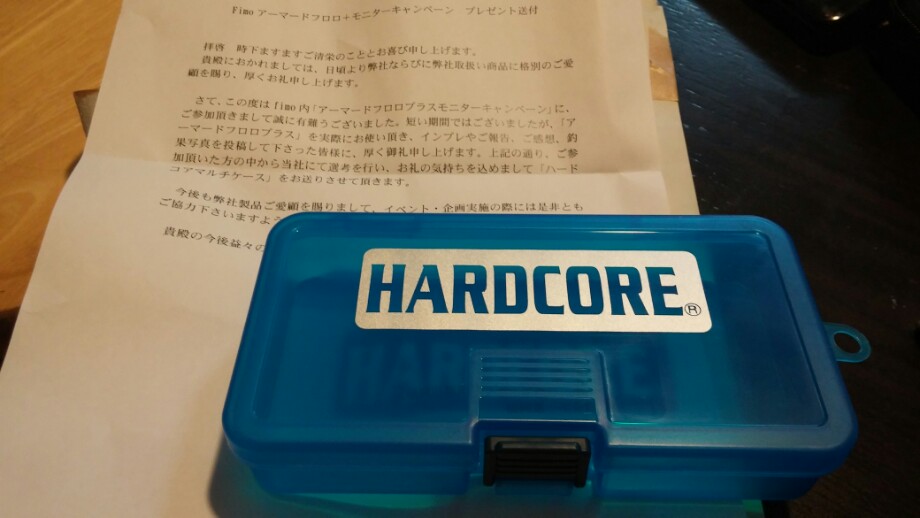 Fimo アーマードフロロ+モニターキャンペーン プレゼント送付
拝啓 時下ますますご清栄のこととお喜び申し上げます。
貴殿におかれましては、日頃より弊社ならびに弊社取扱い商品に格別のご愛
顧を賜り、厚くお礼申し上げます。
さて、この度は fimo内「アーマードフロロプラスモニターキャンペーン」に、
ご参加頂きまして誠に有難うございました。短い期間ではございましたが、「ア
ーマードフロロプラス」を実際にお使い頂き、インプレやご報告、ご感想、釣
果写真を投稿して下さった皆様に、厚く御礼申し上げます。上記の通り、ご参
加頂いた方の中から当社にて選考を行い、お礼の気持ちを込めまして「ハード
コアマルチケース」をお送りさせて頂きます。
今後も弊社製品ご愛顧を賜りまして、イベント・企画実施の際には是非とも
ご協力下さいますよう
貴殿の今後益々の
HARDCORE®